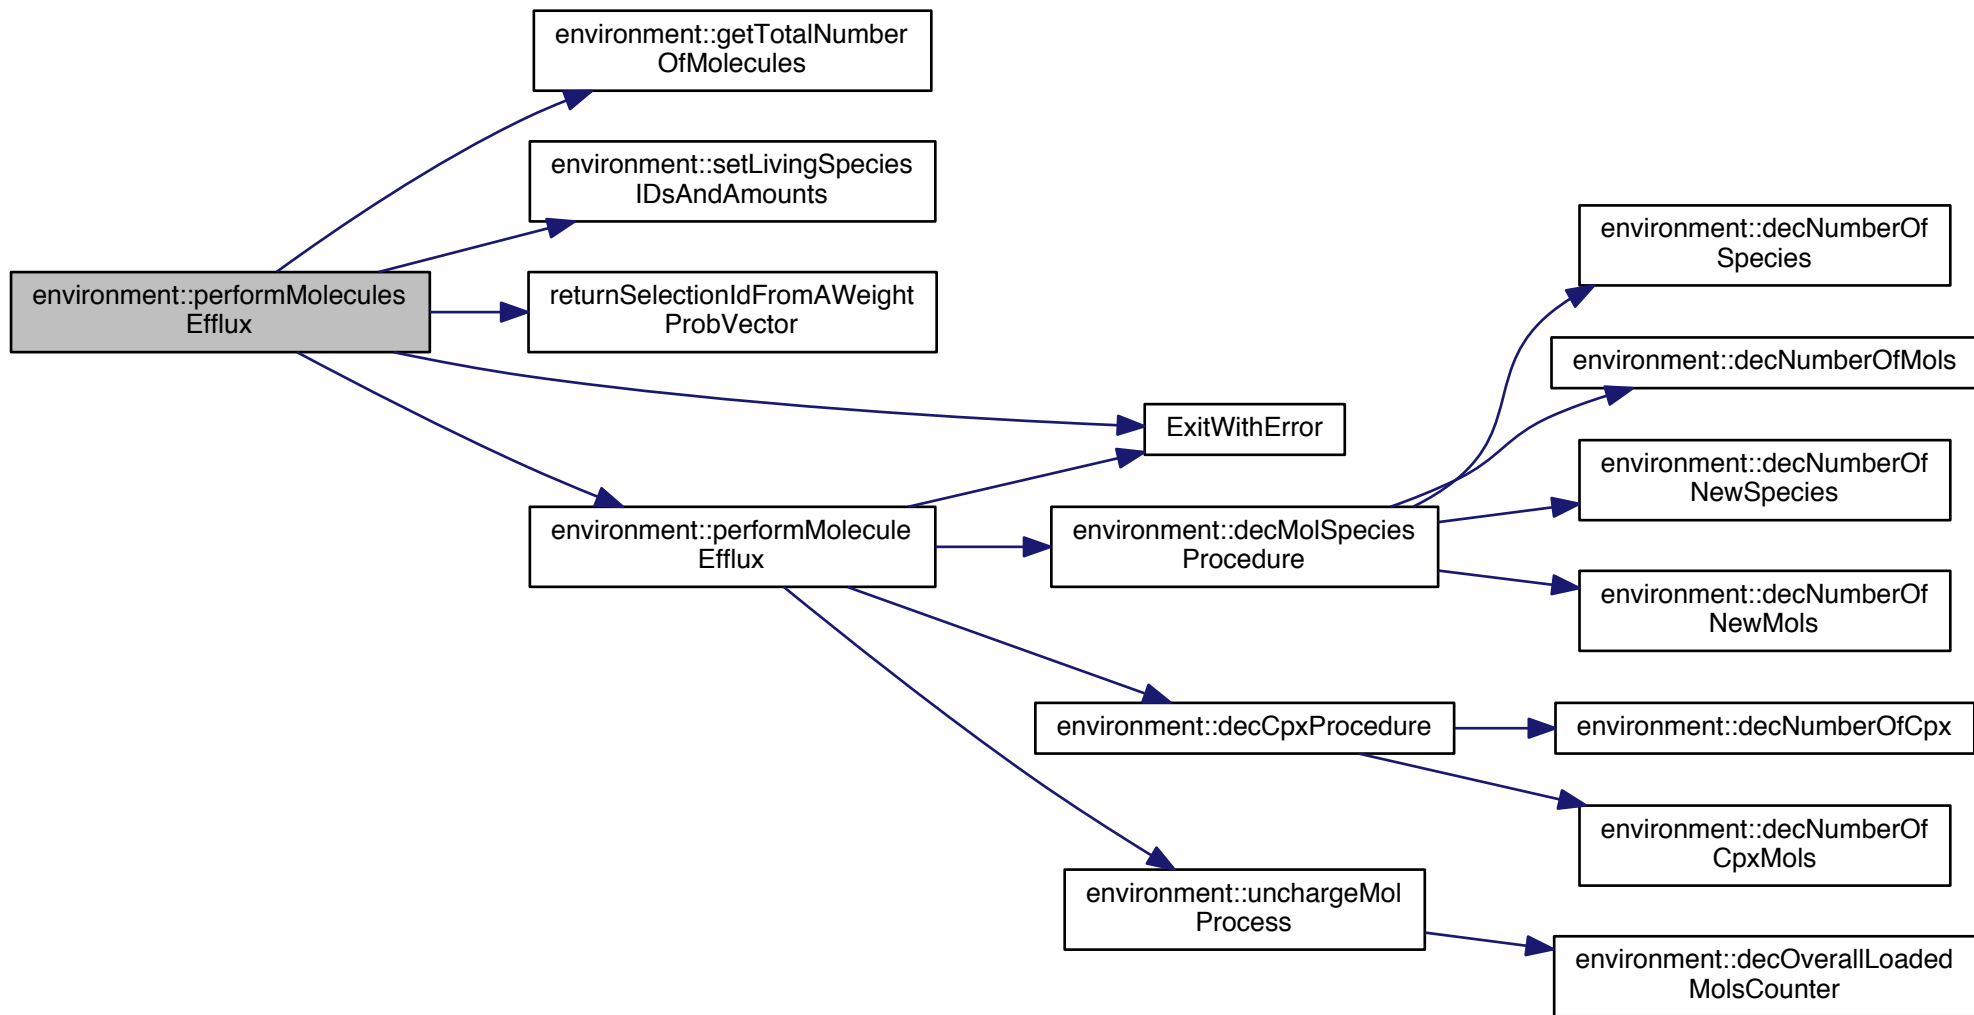 environment::getTotalNumber
OfMolecules
environment::setLivingSpecies
IDsAndAmounts
environment::performMolecules
Efflux
returnSelectionIdFromAWeight
ProbVector
ExitWithError
environment::performMolecule
Efflux
environment::decMolSpecies
Procedure
environment::decNumberOf
Species
environment::decNumberOfMols
environment::decNumberOf
NewSpecies
environment::decNumberOf
NewMols
environment::decCpxProcedure
environment::decNumberOfCpx
environment::decNumberOf
CpxMols
environment::unchargeMol
Process
environment::decOverallLoaded
MolsCounter